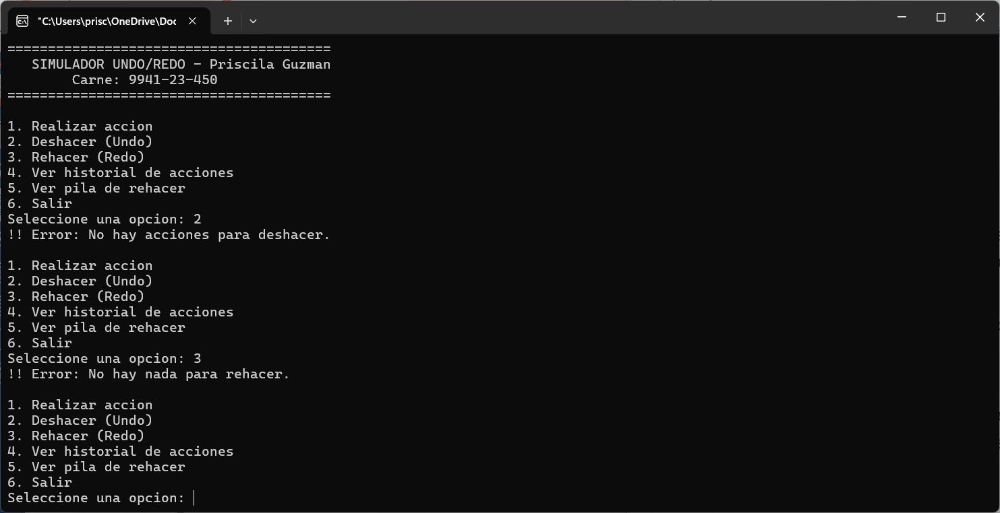 "C:\Users\prisc\OneDrive\Doc
========================================
SIMULADOR UNDO/REDO - Priscila Guzman
Carne: 9941-23-450
========================================
1. Realizar accion
2. Deshacer (Undo)
3. Rehacer (Redo)
4. Ver historial de acciones
5. Ver pila de rehacer
6. Salir
Seleccione una opcion: 2
!! Error: No hay acciones para deshacer.
1. Realizar accion
2. Deshacer (Undo)
3. Rehacer (Redo)
4. Ver historial de acciones
5. Ver pila de rehacer
6. Salir
Seleccione una opcion: 3
!! Error: No hay nada para rehacer.
1. Realizar accion
2. Deshacer (Undo)
3. Rehacer (Redo)
4. Ver historial de acciones
5. Ver pila de rehacer
6. Salir
Seleccione una opcion: